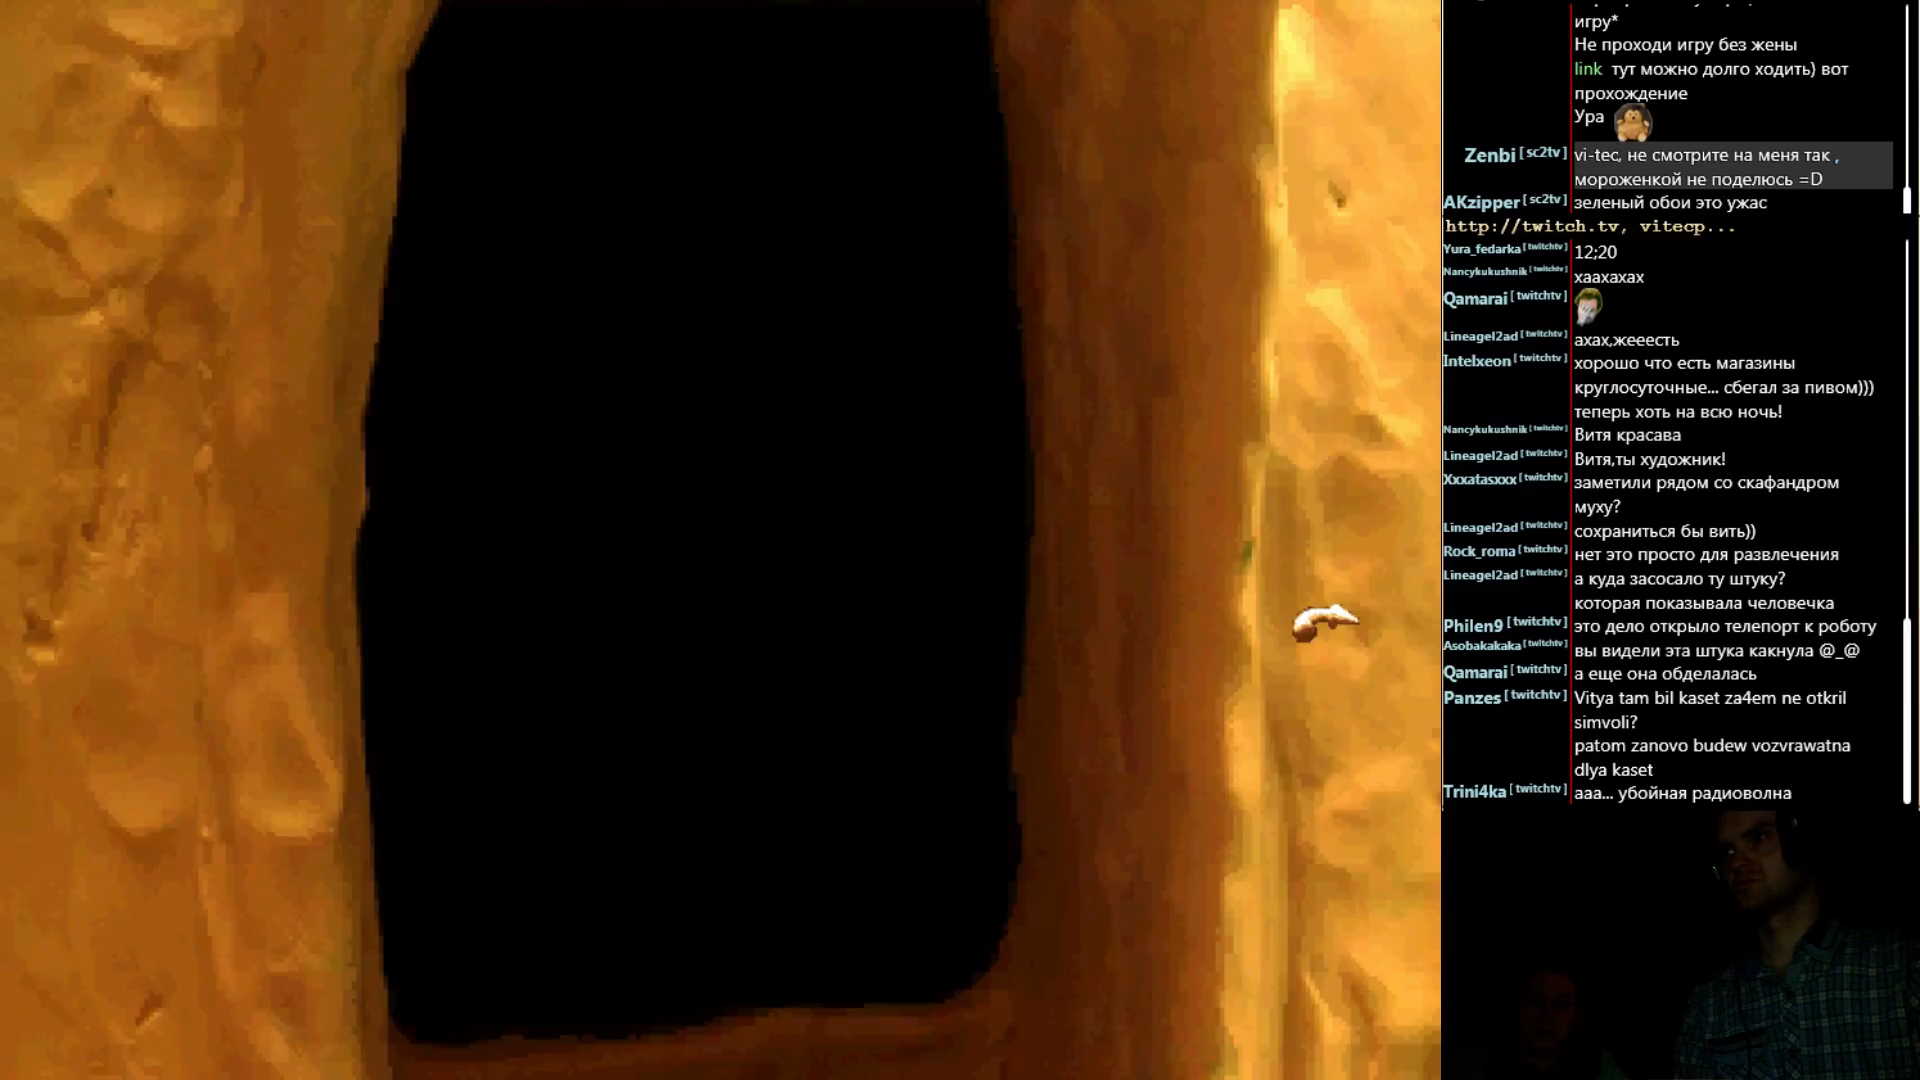 игру*
Не проходи игру без жены
link тут можно долго ходить) вот
прохождение
Ура
Zenbi [sc2tv] vi-tec, не смотрите на меня так ,
мороженкой не поделюсь =D
AKzipper [sc2tv] зеленый обои это ужас
http://twitch.tv, vitecp...
Yura_fedarka [twitchtv] 12;20
Nancykukushnik [twitchtv] хаахахах
Qamarai [twitchtv]
Lineagel2ad [twitchtv] ахах,жееесть
Intelxeon [twitchtv] хорошо что есть магазины
круглосуточные... сбегал за пивом)))
теперь хоть на всю ночь!
Nancykukushnik [twitchtv] Витя красава
Lineagel2ad [twitchtv] Витя,ты художник!
Xxxatasxxx [twitchtv] заметили рядом со скафандром
муху?
Lineagel2ad [twitchtv] сохраниться бы вить))
Rock_roma [twitchtv] нет это просто для развлечения
Lineagel2ad [twitchtv] а куда засосало ту штуку?
которая показывала человечка
Philen9 [twitchtv] это дело открыло телепорт к роботу
Asobakakaka [twitchtv] вы видели эта штука какнула @_@
Qamarai [twitchtv] а еще она обделалась
Panzes [twitchtv] Vitya tam bil kaset za4em ne otkril
simvoli?
patom zanovo budew vozvrawatna
dlya kaset
Trini4ka [twitchtv] ааа... убойная радиоволна